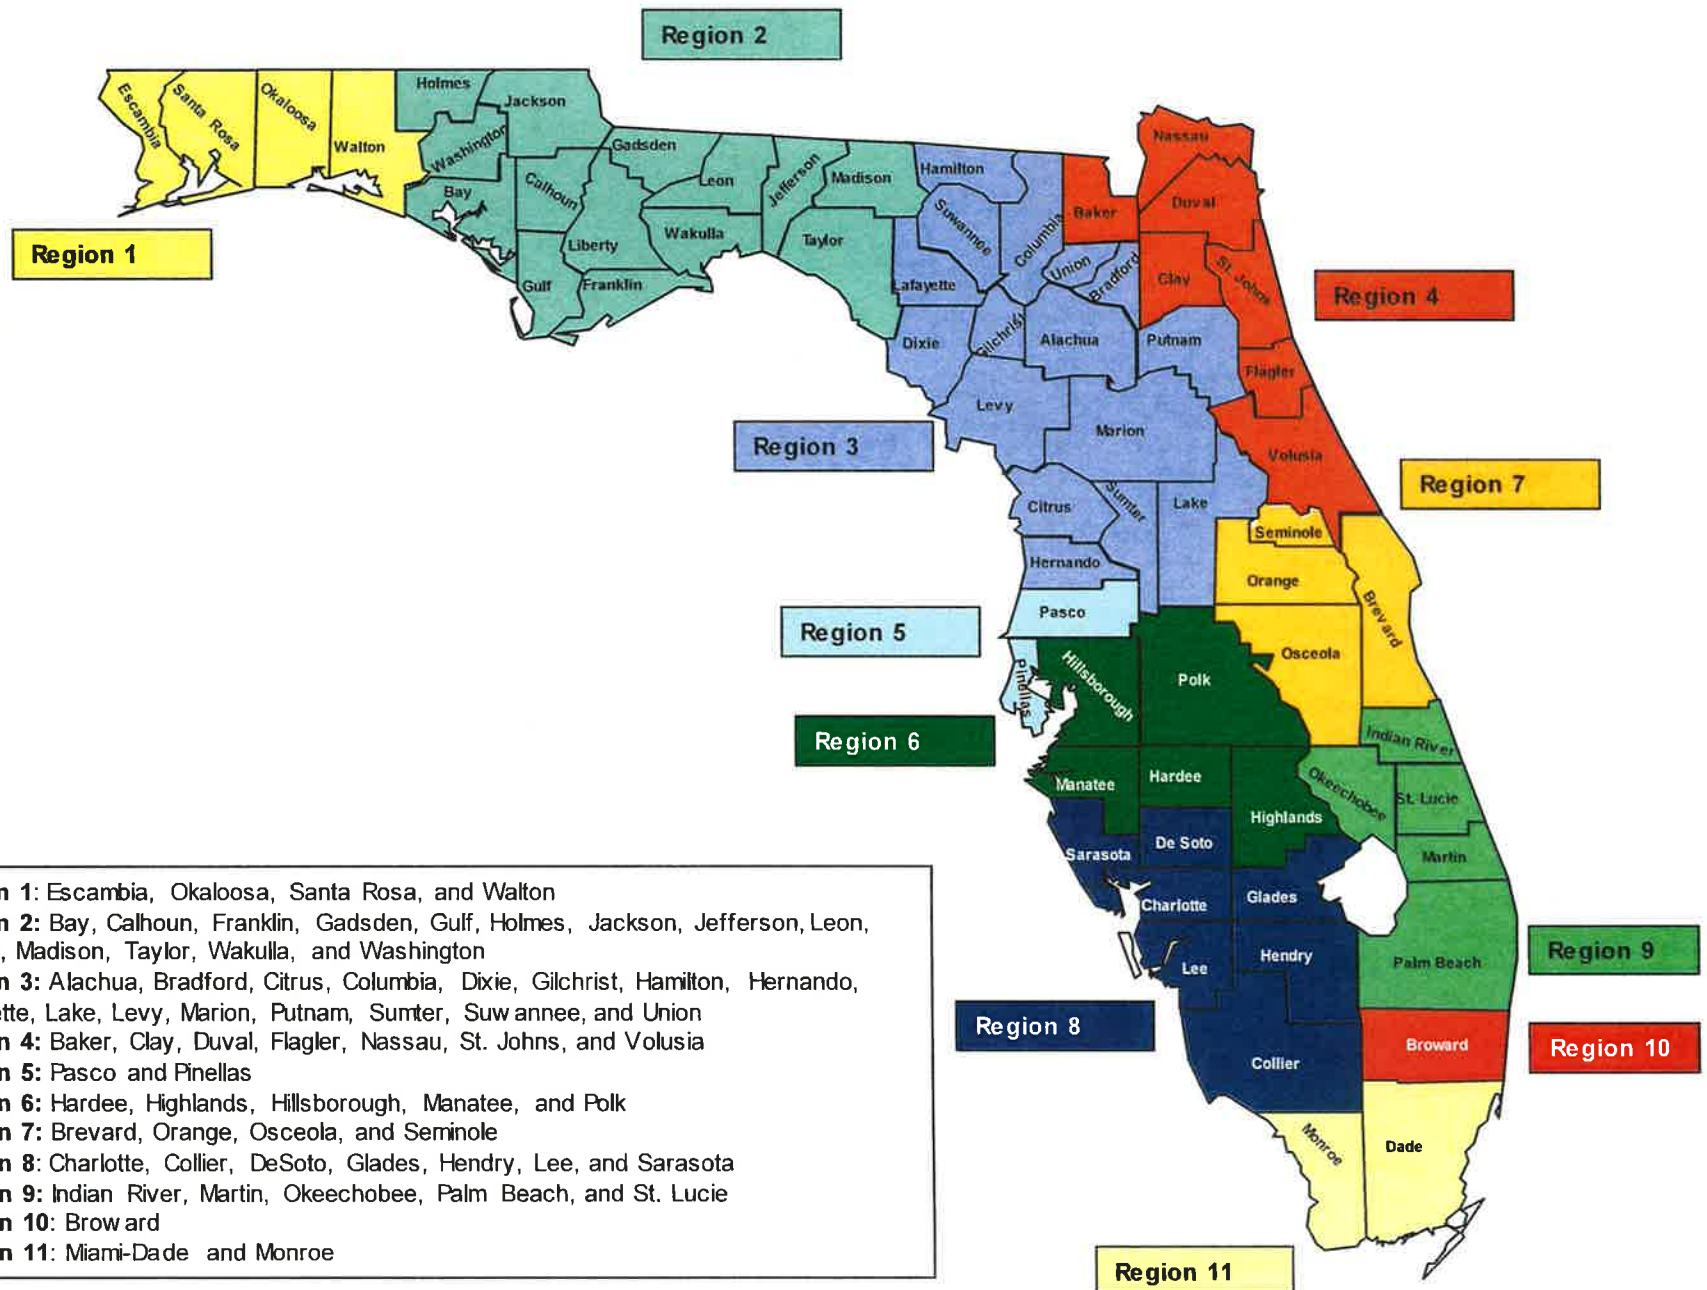 Region 2
Holmes
Jackson
Escambia
Santa Rosa
Okaloosa
Walton
Washington
Gadsden
Leon
Jefferson
Madison
Hamilton
Nassau
Bay
Calhoun
Liberty
Wakulla
Taylor
Suwannee
Columbia
Baker
Duval
Region 1
Gulf
Franklin
Lafayette
Union
Bradford
Clay
St. Johns
Region 4
Dixie
Gilchrist
Alachua
Putnam
Flagler
Levy
Marion
Region 3
Volusia
Region 7
Citrus
Sumter
Lake
Seminole
Hernando
Orange
Brevard
Pasco
Region 5
Osceola
Pinellas
Hillsborough
Polk
Region 6
Indian River
Manatee
Hardee
Okeechobee
St. Lucie
Highlands
Sarasota
De Soto
Martin
Charlotte
Glades
Region 9
Lee
Hendry
Palm Beach
Region 8
Broward
Region 10
Collier
Monroe
Dade
Region 11
n 1: Escambia, Okaloosa, Santa Rosa, and Walton
n 2: Bay, Calhoun, Franklin, Gadsden, Gulf, Holmes, Jackson, Jefferson, Leon,
, Madison, Taylor, Wakulla, and Washington
n 3: Alachua, Bradford, Citrus, Columbia, Dixie, Gilchrist, Hamilton, Hernando,
tte, Lake, Levy, Marion, Putnam, Sumter, Suwannee, and Union
n 4: Baker, Clay, Duval, Flagler, Nassau, St. Johns, and Volusia
n 5: Pasco and Pinellas
n 6: Hardee, Highlands, Hillsborough, Manatee, and Polk
n 7: Brevard, Orange, Osceola, and Seminole
n 8: Charlotte, Collier, DeSoto, Glades, Hendry, Lee, and Sarasota
n 9: Indian River, Martin, Okeechobee, Palm Beach, and St. Lucie
n 10: Broward
n 11: Miami-Dade and Monroe